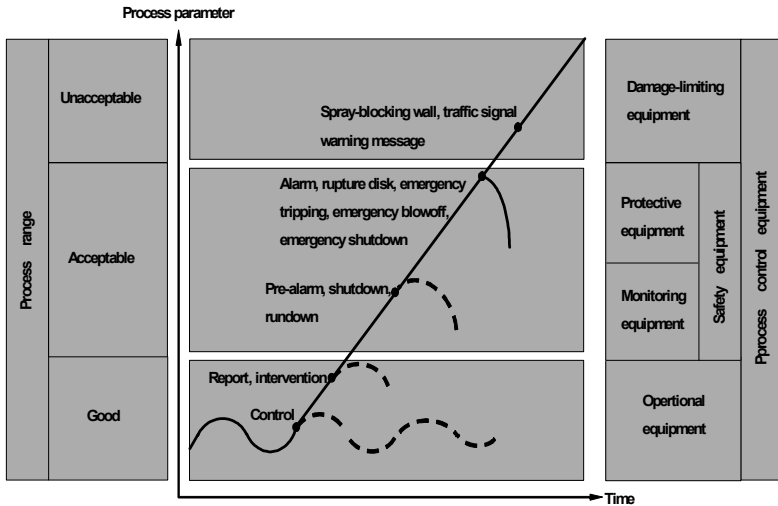 Process parameter
Unacceptable
Acceptable
Good
Process range
Spray-blocking wall, traffic signal
warning message
Alarm, rupture disk, emergency
tripping, emergency blowoff,
emergency shutdown
Pre-alarm, shutdown,
rundown
Report, intervention
Control
Time
Damage-limiting
equipment
Protective
equipment
Monitoring
equipment
Safety equipment
Opertional
equipment
Pprocess control equipment